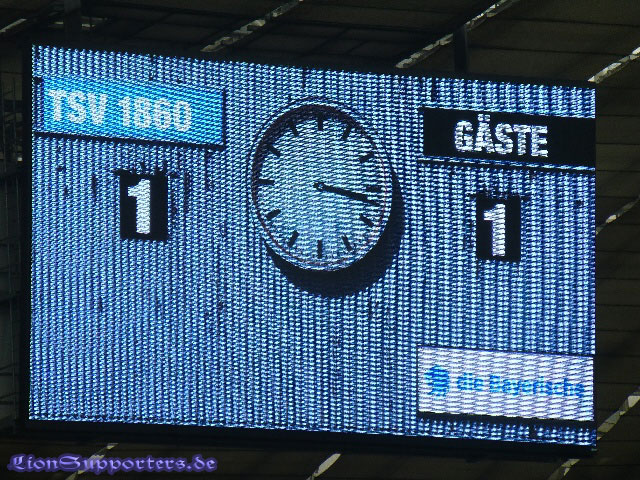 TSV 1860
GÄSTE
1
1
die Bayerische
LionSupporters.de